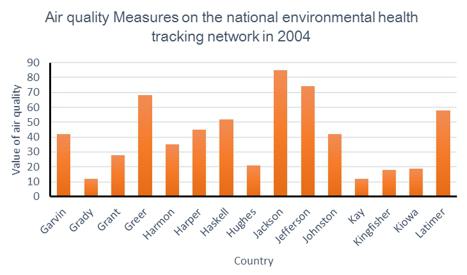 Air quality Measures on the national environmental health
tracking network in 2004
Value of air quality
90
80
70
60
50
40
30
20
10
0
Garvin
Grady
Grant
Greer
Harmon
Harper
Haskell
Hughes
Jackson
Jefferson
Johnston
Kay
Kingfisher
Kiowa
Latimer
Country